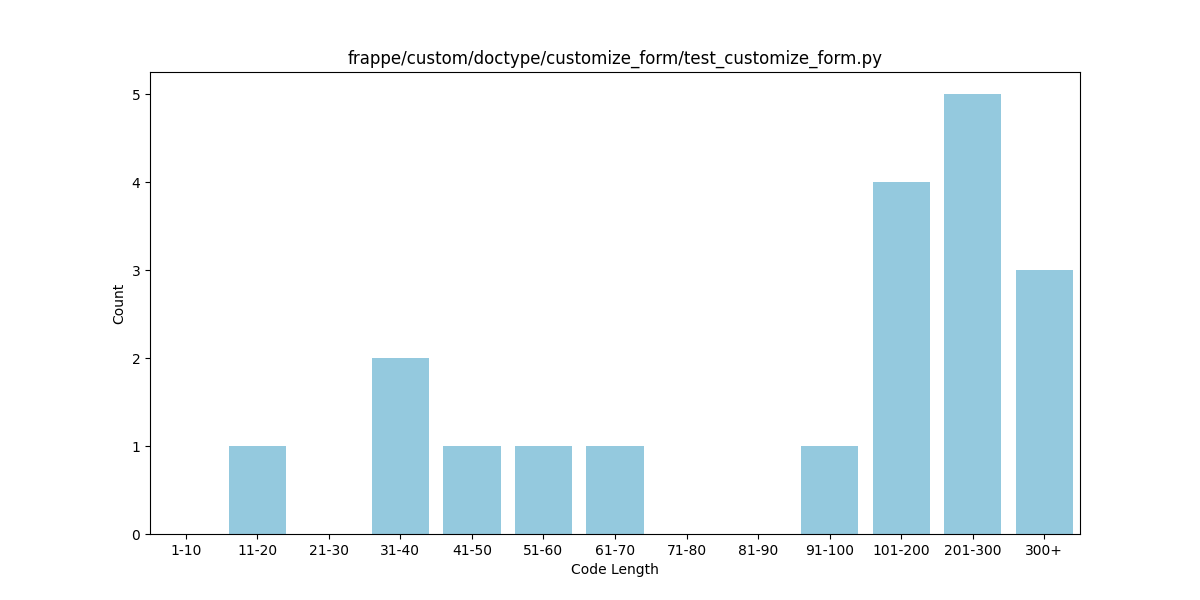 frappe/custom/doctype/customize_form/test_customize_form.py
5
4
3
2
1
0
Count
1-10 11-20 21-30 31-40 41-50 51-60 61-70 71-80 81-90 91-100 101-200 201-300 300+
Code Length